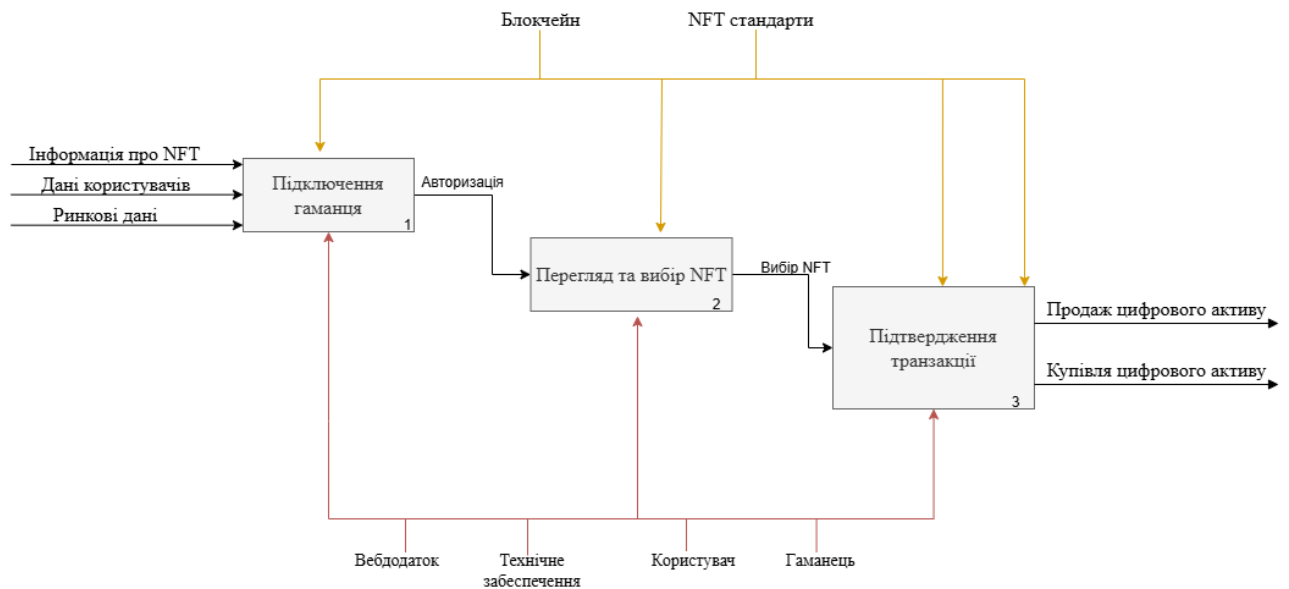 Блокчейн
NFT стандарти
Інформація про NFT
Дані користувачів
Ринкові дані
Підключення
гаманця
1
Авторизація
Перегляд та вибір NFT
2
Вибір NFT
Підтвердження
транзакції
3
Продаж цифрового активу
Купівля цифрового активу
Вебдодаток
Технічне
забеспечення
Користувач
Гаманець